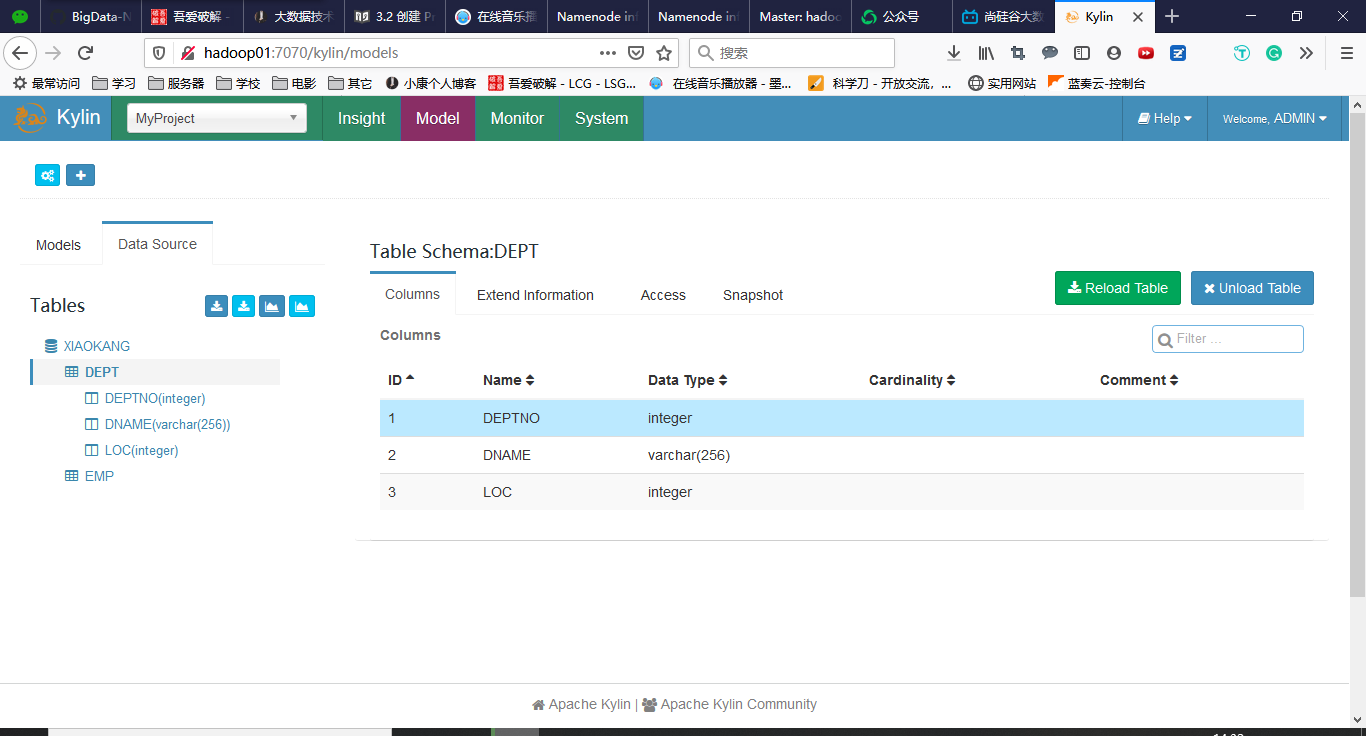 BigData-N
吾爱破解 -
大数据技术
3.2 创建 Pr
在线音乐播
Namenode inf
Namenode inf
Master: hadoo
公众号
尚硅谷大数
Kylin
hadoop01:7070/kylin/models
搜索
最常访问 学习 服务器 学校 电影 其它 小康个人博客 吾爱破解 - LCG - LSG... 在线音乐播放器 - 墨... 科学刀 - 开放交流，... 实用网站 蓝奏云-控制台
Kylin MyProject Insight Model Monitor System Help Welcome, ADMIN
Models Data Source
Tables
XIAOKANG
DEPT
DEPTNO(integer)
DNAME(varchar(256))
LOC(integer)
EMP
Table Schema:DEPT
Columns Extend Information Access Snapshot Reload Table Unload Table
Columns Filter ...
ID Name Data Type Cardinality Comment
1 DEPTNO integer
2 DNAME varchar(256)
3 LOC integer
Apache Kylin | Apache Kylin Community